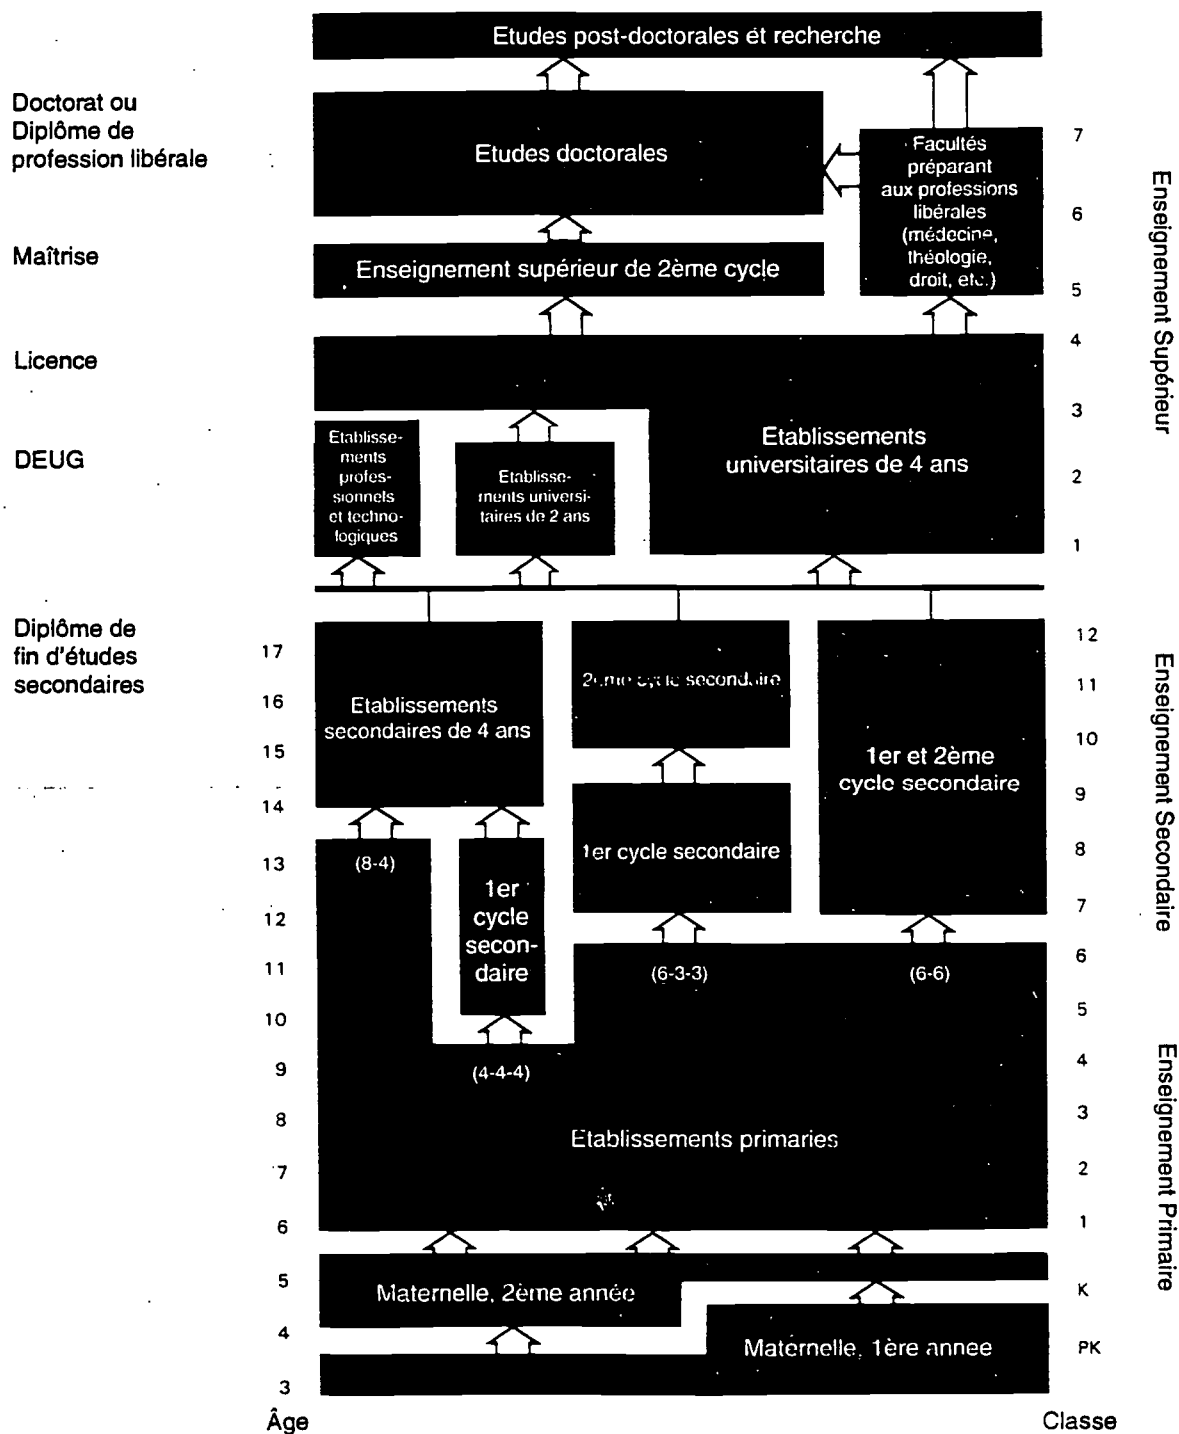 Etudes post-doctorales et recherche
Doctorat ou
Diplôme de
profession libérale
Etudes doctorales
Facultés
préparant
aux professions
libérales
(médecine,
théologie,
droit, etc.)
7
6
5
Maîtrise
Enseignement supérieur de 2ème cycle
Enseignement Supérieur
Licence
4
3
DEUG
Etablisse-
ments
profes-
sionnels
et techno-
logiques
Etablisse-
ments universi-
taires de 2 ans
Etablissements
universitaires de 4 ans
2
1
Diplôme de
fin d'études
secondaires
17
16
15
14
13
12
11
10
9
8
7
6
5
4
3
Etablissements
secondaires de 4 ans
2ème cycle secondaire
1er et 2ème
cycle secondaire
1er cycle secondaire
(8-4)
1er
cycle
secon-
daire
(6-3-3)
(6-6)
(4-4-4)
Etablissements primaries
Maternelle, 2ème année
Maternelle, 1ère annee
12
11
10
9
8
7
6
5
4
3
2
1
K
PK
Enseignement Secondaire
Enseignement Primaire
Âge
Classe